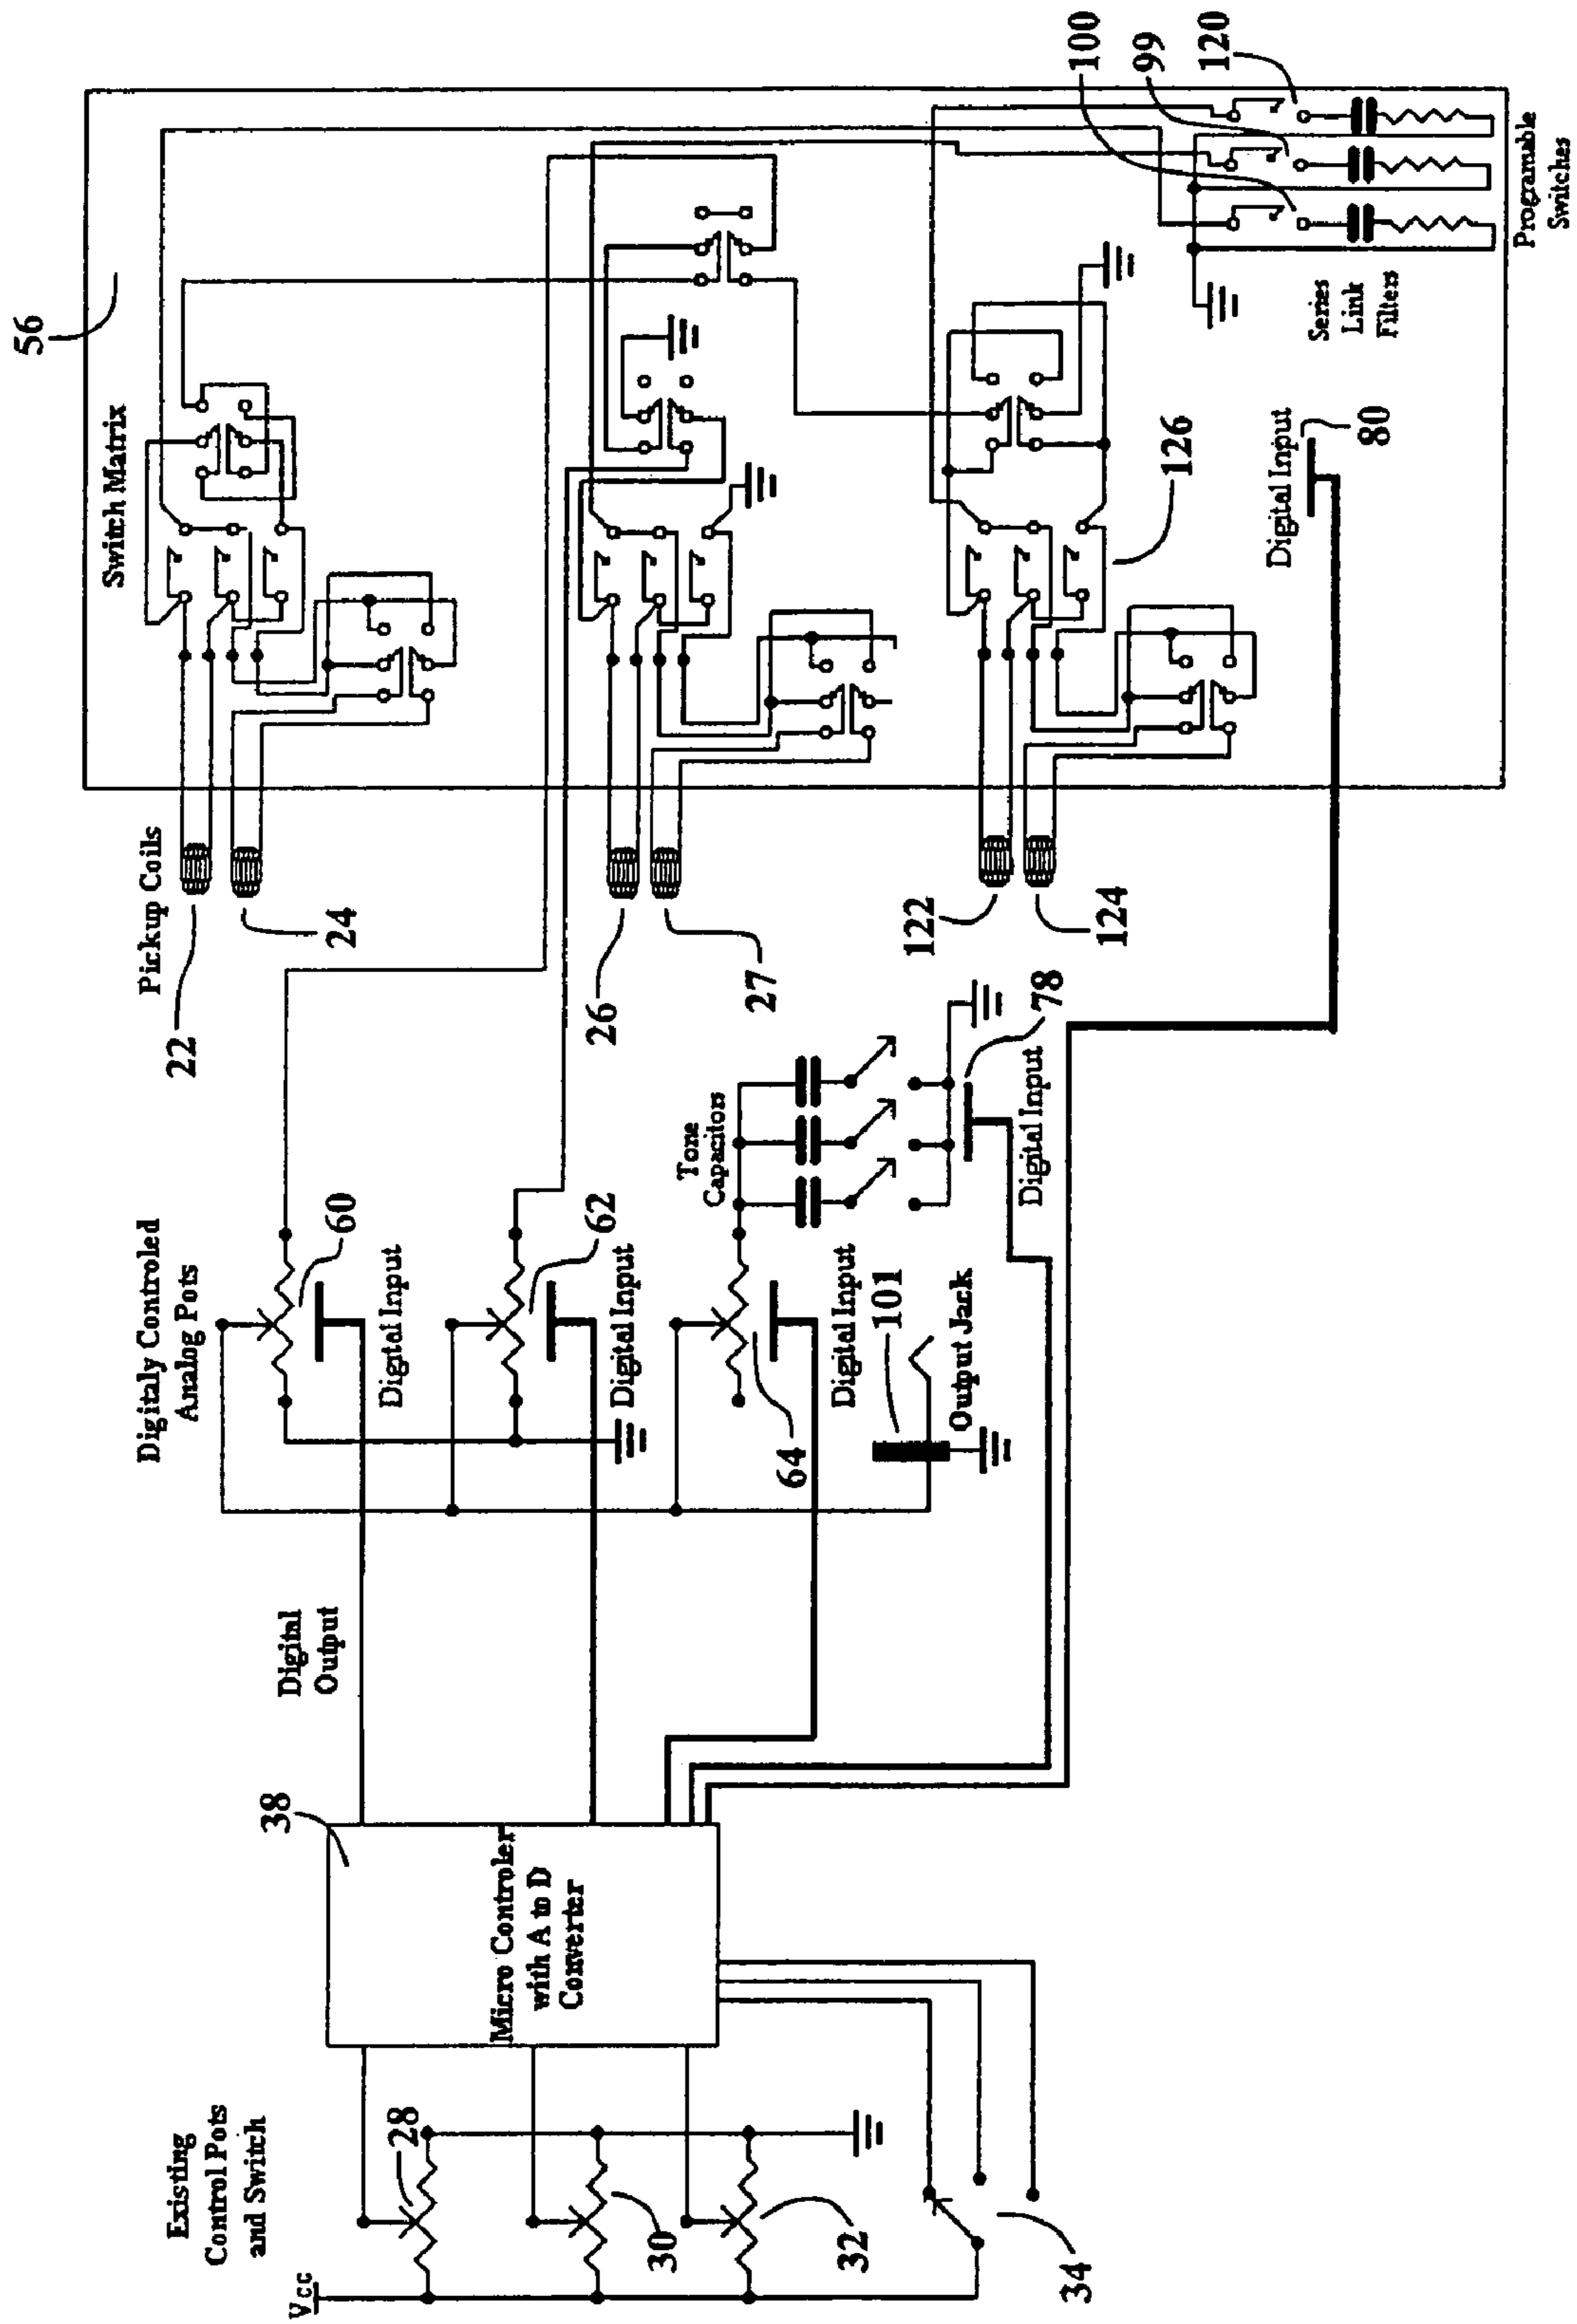 Vcc
Existing
Control Pots
and Switch
28
30
32
34
38
Micro Controler
with A to D
Converter
Digital
Output
Digitaly Controled
Analog Pots
60
Digital Input
62
Digital Input
64
Digital Input
101
Output Jack
Tone
Capacitors
78
Digital Input
Pickup Coils
22
24
26
27
122
124
56
Switch Matrix
126
Digital Input
80
Series
Link
Filters
100
99
120
Programable
Switches